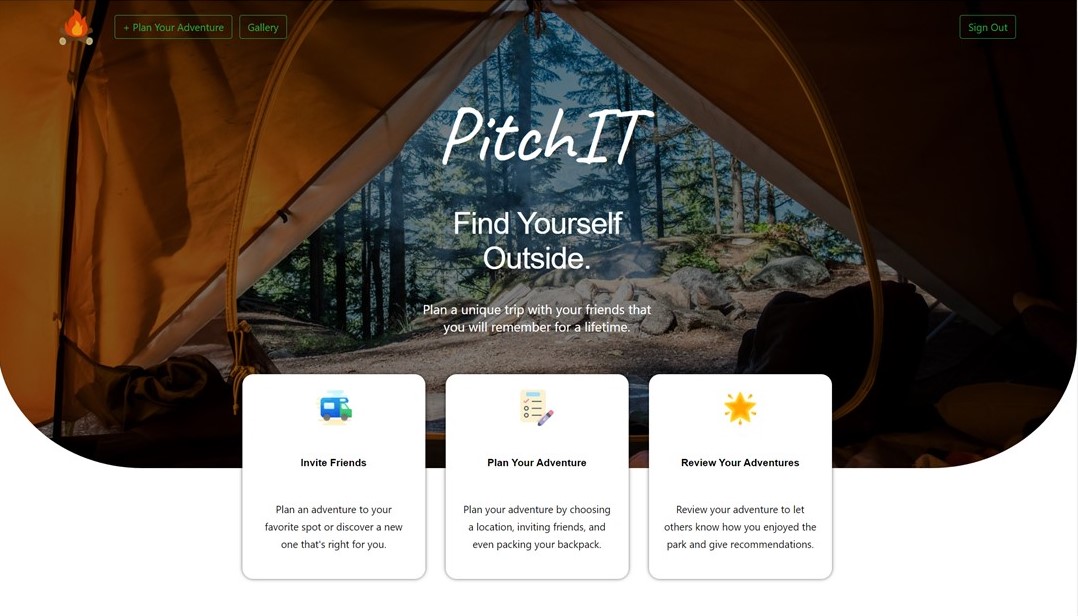 + Plan Your Adventure
Gallery
Sign Out
PitchIT
Find Yourself
Outside.
Plan a unique trip with your friends that
you will remember for a lifetime.
Invite Friends
Plan an adventure to your
favorite spot or discover a new
one that's right for you.
Plan Your Adventure
Plan your adventure by choosing
a location, inviting friends, and
even packing your backpack.
Review Your Adventures
Review your adventure to let
others know how you enjoyed the
park and give recommendations.